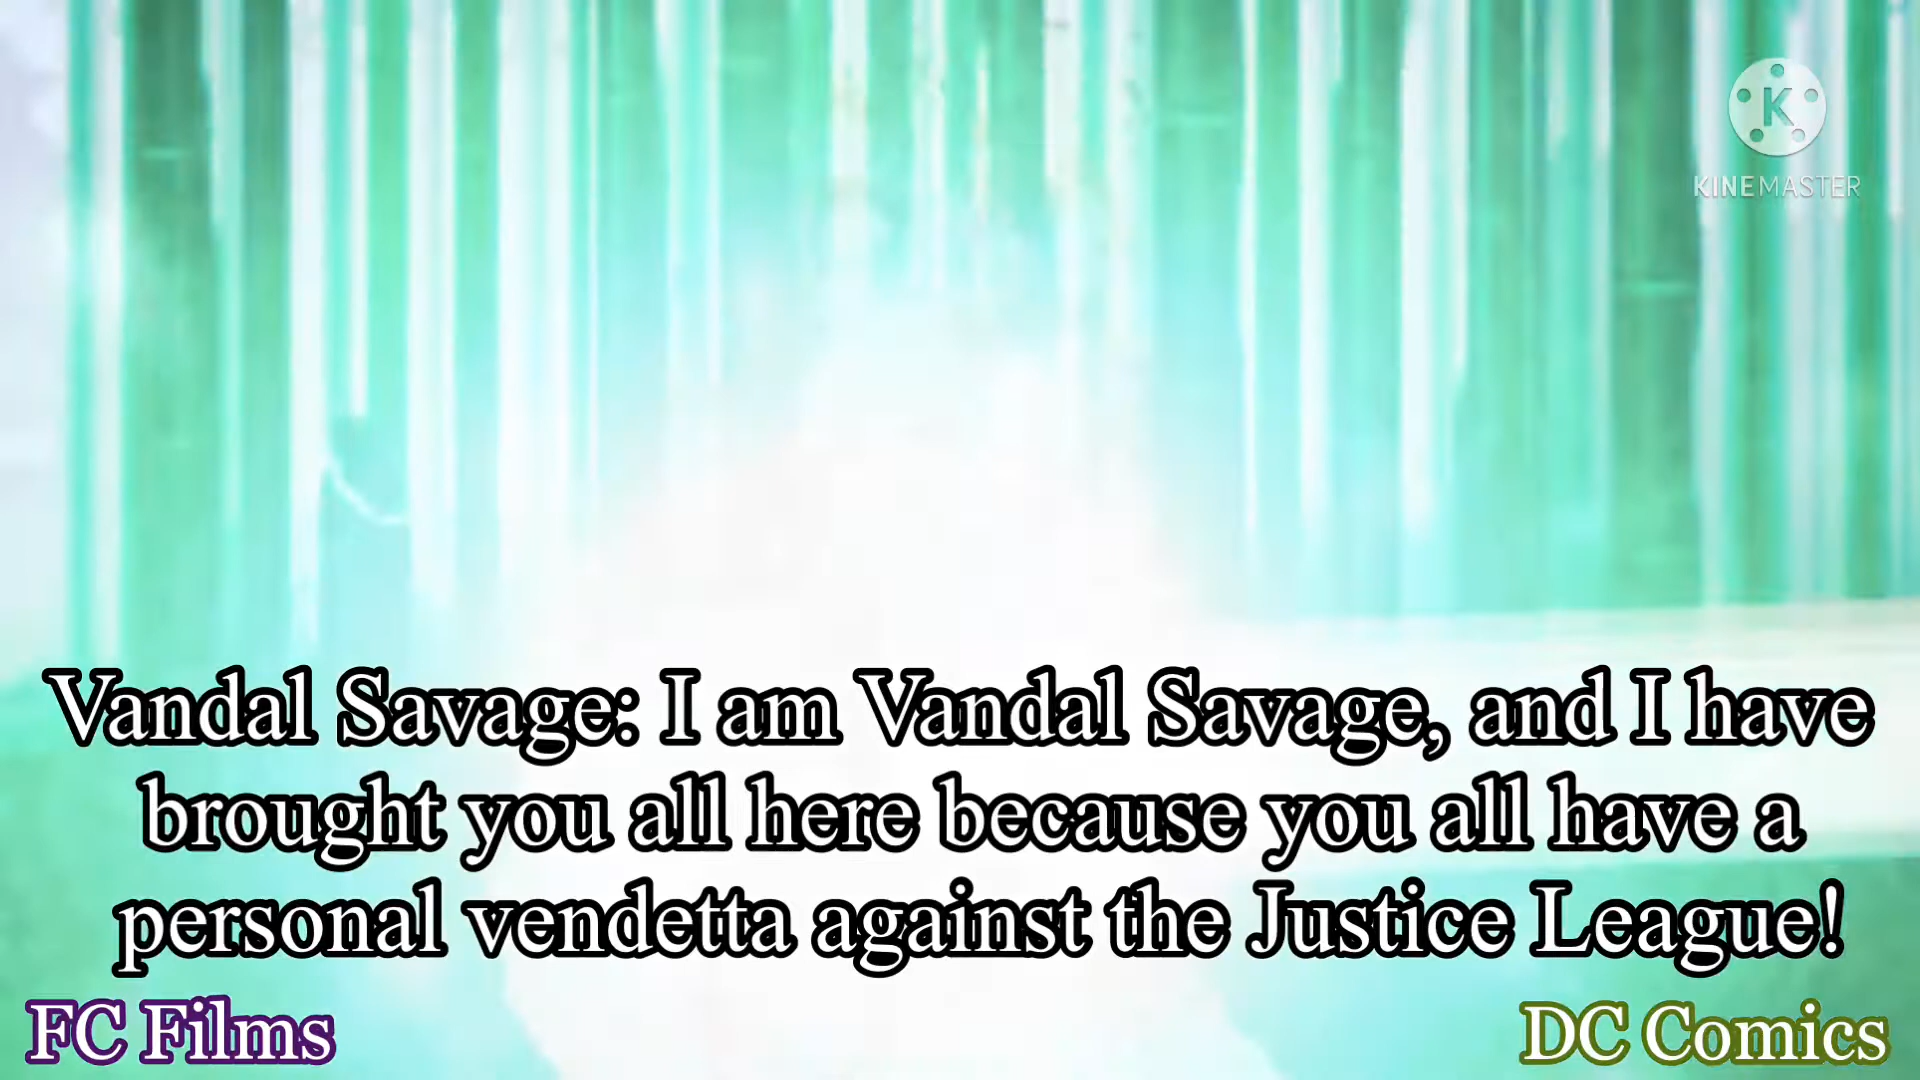 K
KINEMASTER
Vandal Savage: I am Vandal Savage, and I have
brought you all here because you all have a
personal vendetta against the Justice League!
FC Films
DC Comics